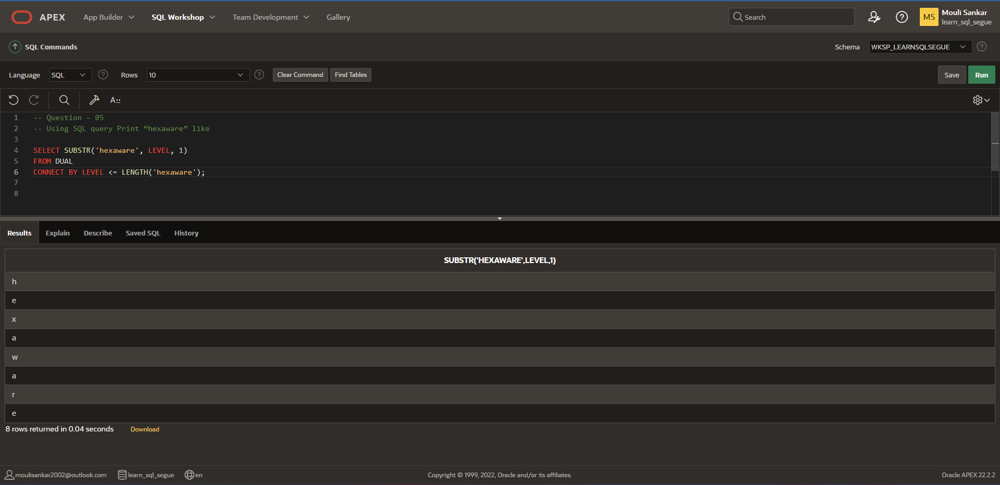 APEX App Builder SQL Workshop Team Development Gallery Search MS Mouli Sankar
learn_sql_segue
SQL Commands Schema WKSP_LEARNSQLSEGUE
Language SQL Rows 10 Clear Command Find Tables Save Run
A
1 -- Question – 05
2 -- Using SQL query Print “hexaware” like
3
4 SELECT SUBSTR('hexaware', LEVEL, 1)
5 FROM DUAL
6 CONNECT BY LEVEL <= LENGTH('hexaware');
7
8
Results Explain Describe Saved SQL History
SUBSTR('HEXAWARE',LEVEL,1)
h
e
x
a
w
a
r
e
8 rows returned in 0.04 seconds Download
moulisankar2002@outlook.com learn_sql_segue en Copyright © 1999, 2022, Oracle and/or its affiliates. Oracle APEX 22.2.2